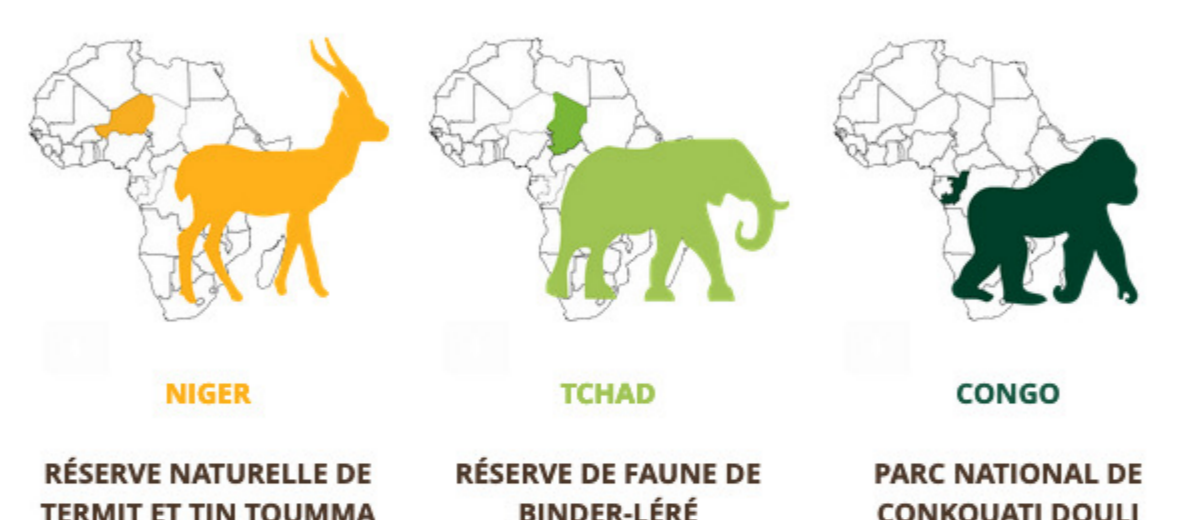 NIGER
TCHAD
CONGO
RÉSERVE NATURELLE DE
TERMIT ET TIN TOUMMA
RÉSERVE DE FAUNE DE
BINDER-LÉRÉ
PARC NATIONAL DE
CONKOUATI DOULI